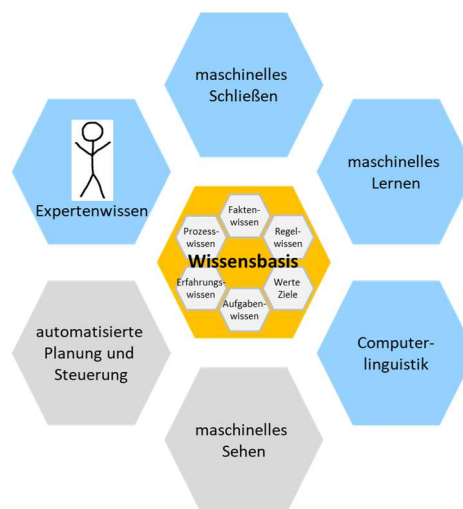 maschinelles
Schließen
Expertenwissen
maschinelles
Lernen
Fakten-
wissen
Prozess-
wissen
Regel-
wissen
Wissensbasis
Erfahrungs-
wissen
Werte
Ziele
Aufgaben-
wissen
automatisierte
Planung und
Steuerung
Computer-
linguistik
maschinelles
Sehen